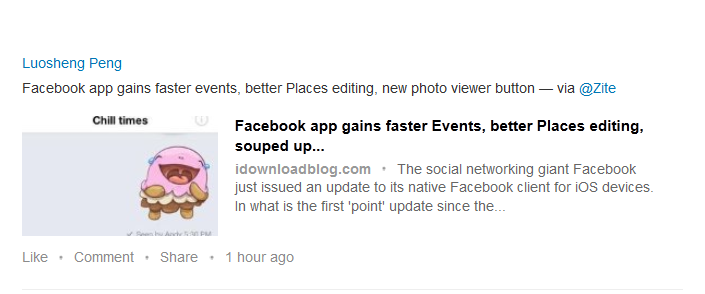 Luosheng Peng
Facebook app gains faster events, better Places editing, new photo viewer button — via @Zite
Chill times
Facebook app gains faster Events, better Places editing,
souped up...
idownloadblog.com • The social networking giant Facebook
just issued an update to its native Facebook client for iOS devices.
In what is the first 'point' update since the...
✓ Seen by Andy 5:30 PM
Like • Comment • Share • 1 hour ago